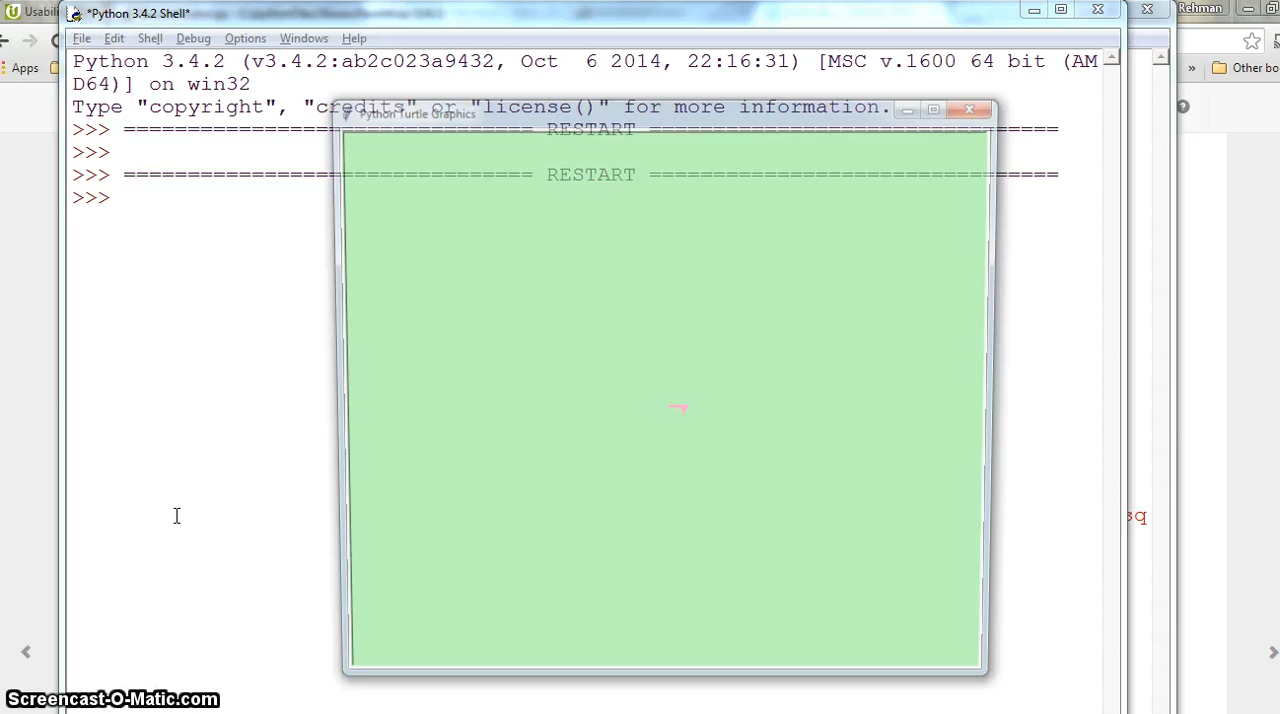 Usabili
*Python 3.4.2 Shell*
Rehman
File Edit Shell Debug Options Windows Help
Apps
» Other bo
Python 3.4.2 (v3.4.2:ab2c023a9432, Oct  6 2014, 22:16:31) [MSC v.1600 64 bit (AM
D64)] on win32
Type "copyright", "credits" or "license()" for more information.
Python Turtle Graphics
>>> ================================ RESTART ================================
>>>
>>> ================================ RESTART ================================
>>>
sq
Screencast-O-Matic.com